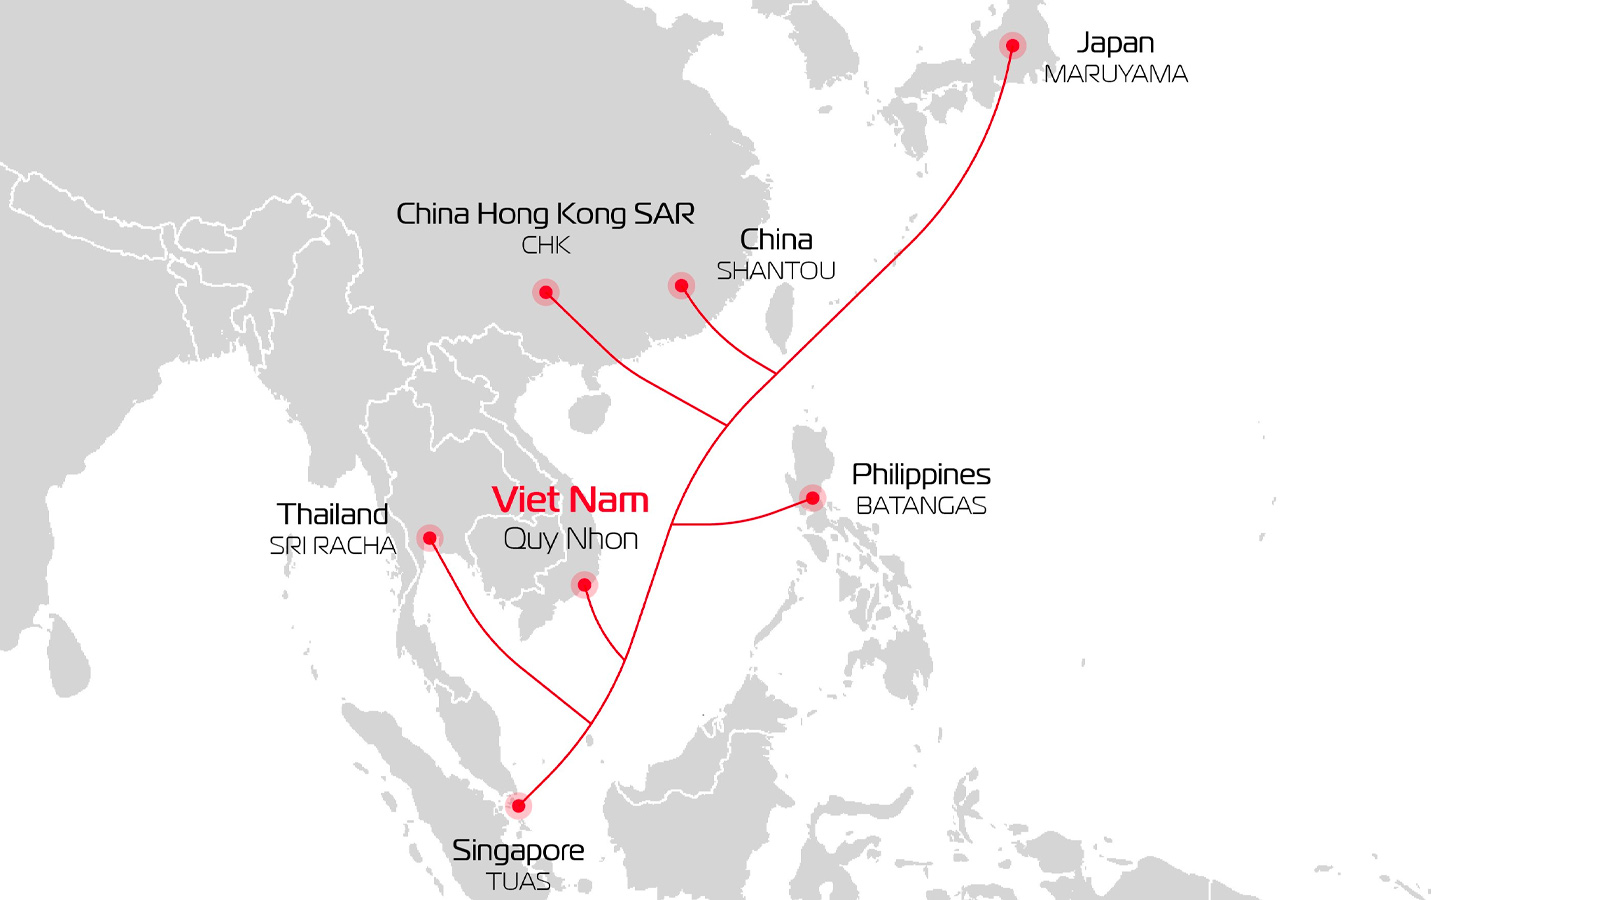 Japan
MARUYAMA
China Hong Kong SAR
CHK
China
SHANTOU
Philippines
BATANGAS
Viet Nam
Quy Nhon
Thailand
SRI RACHA
Singapore
TUAS